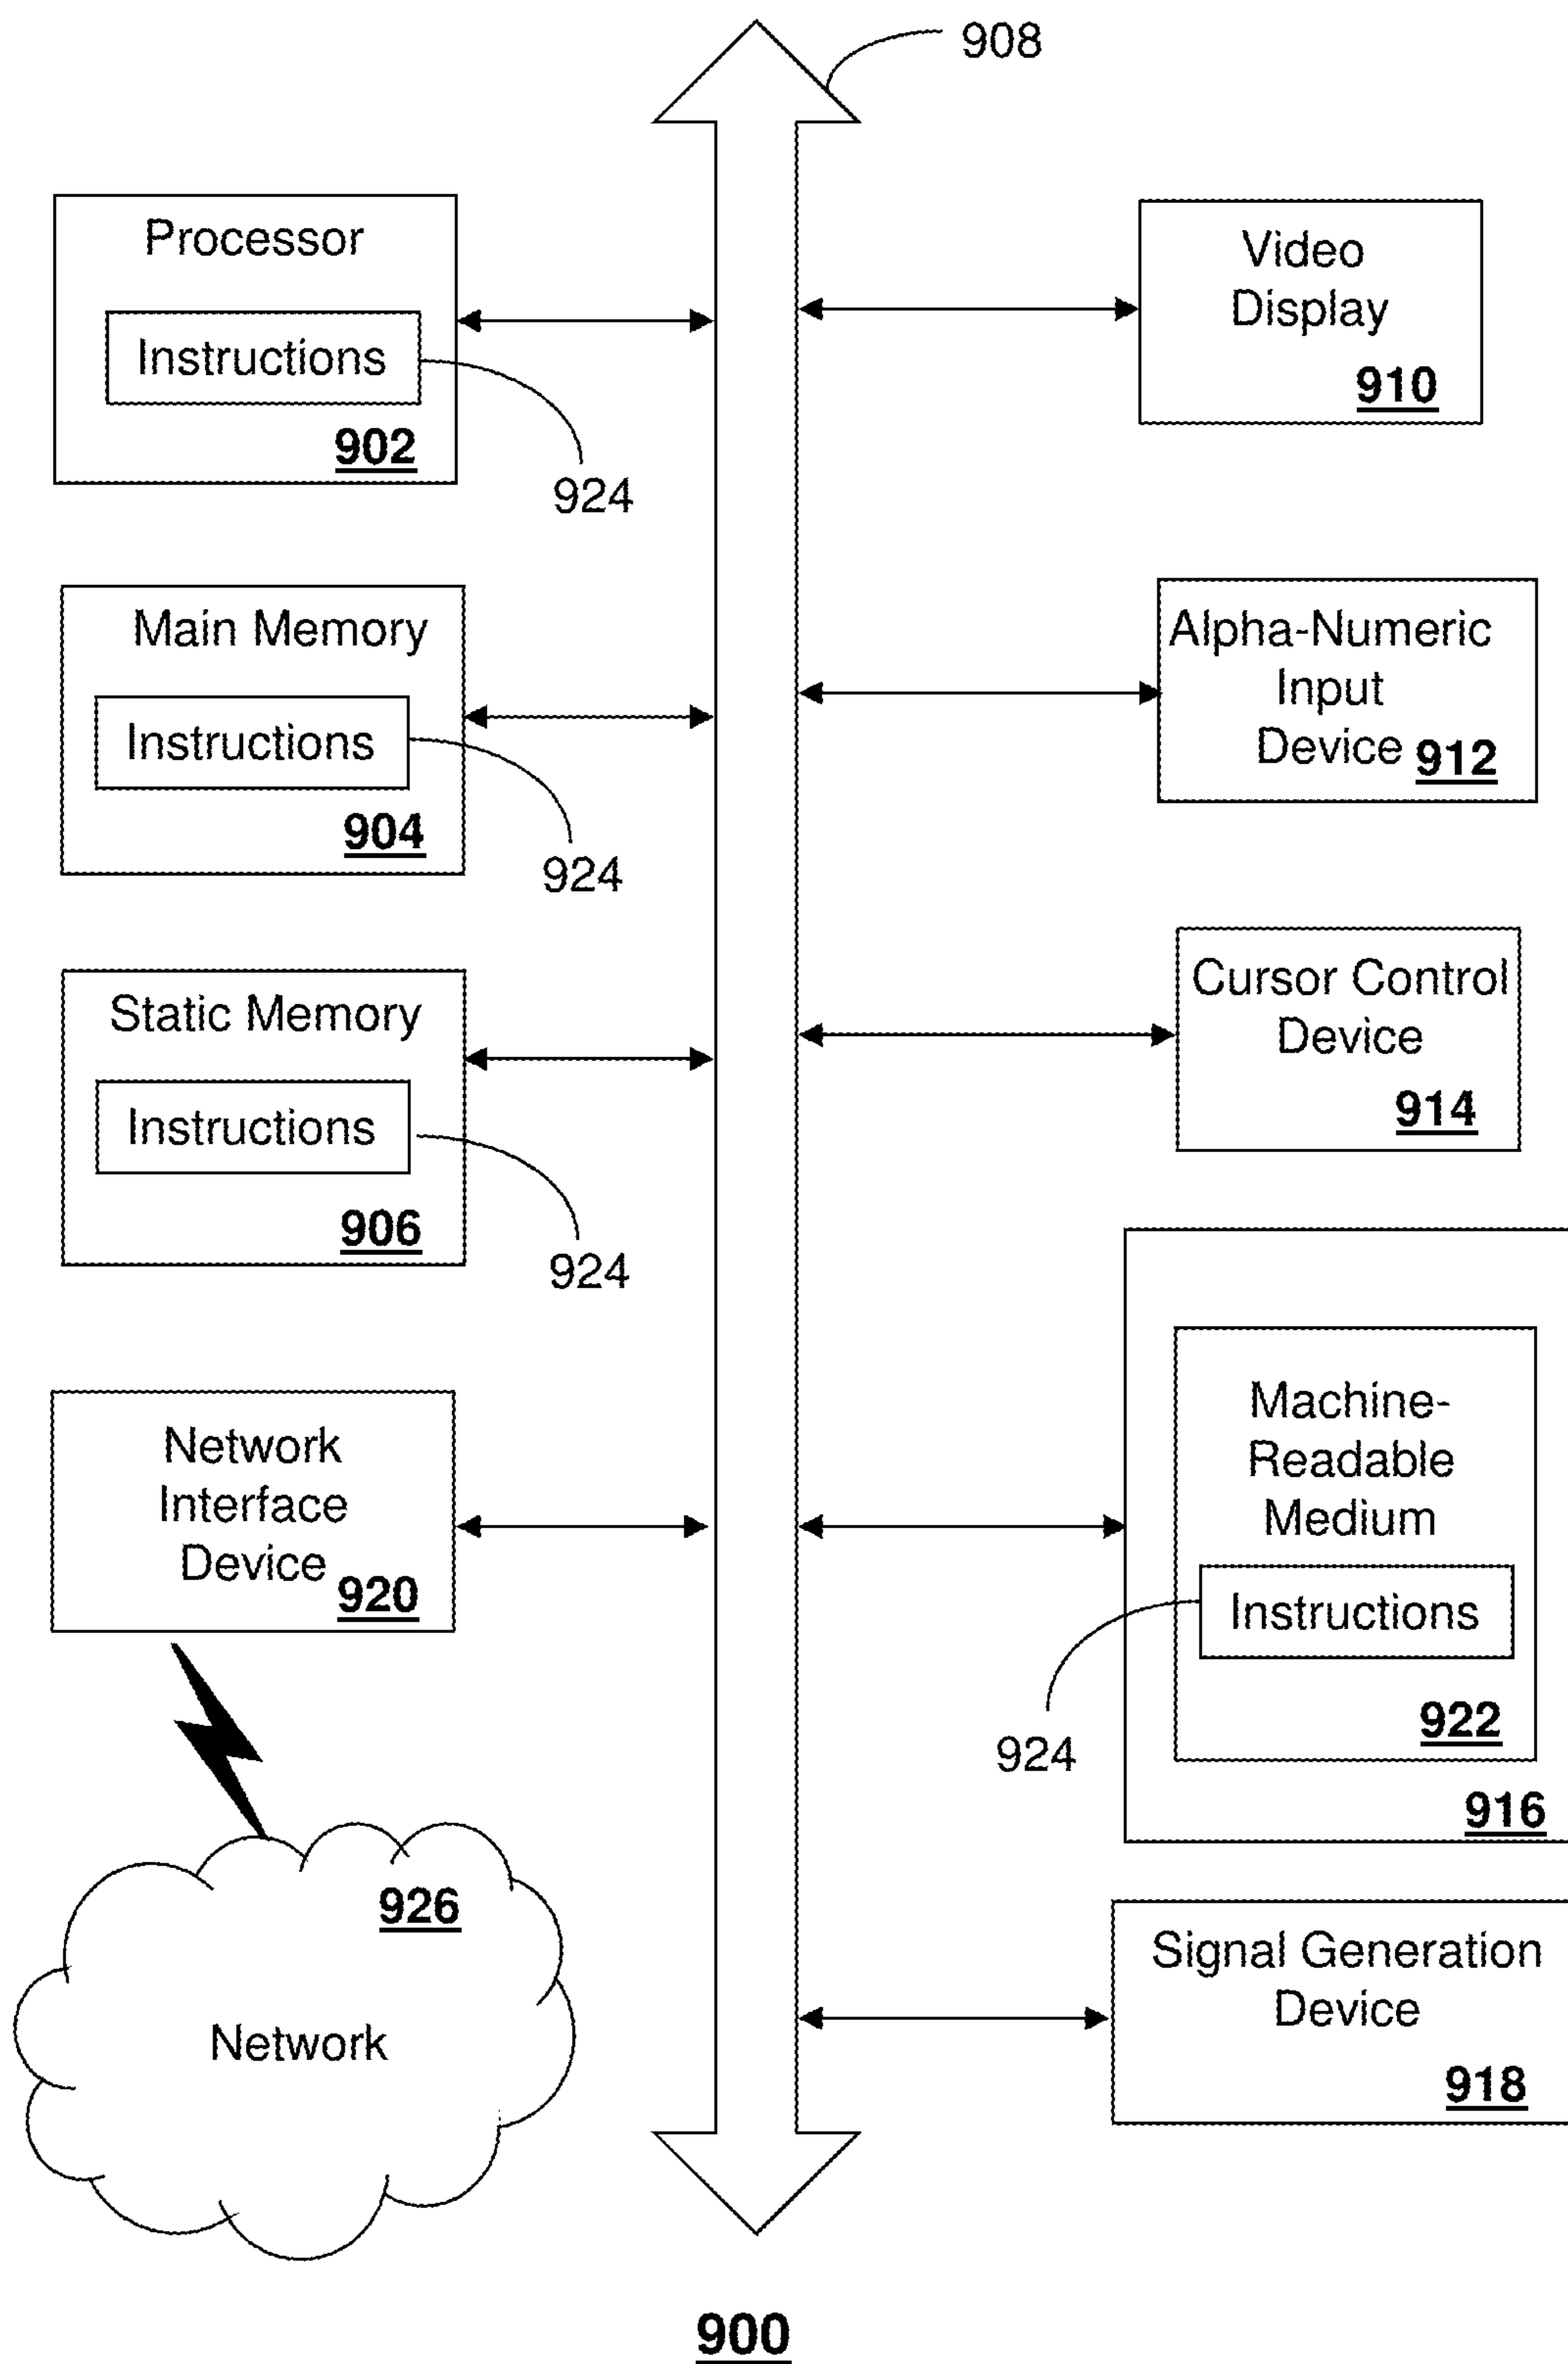 908
Processor
Instructions
902
924
Main Memory
Instructions
904
924
Static Memory
Instructions
906
924
Network
Interface
Device
920
926
Network
Video
Display
910
Alpha-Numeric
Input
Device 912
Cursor Control
Device
914
Machine-
Readable
Medium
Instructions
922
924
916
Signal Generation
Device
918
900